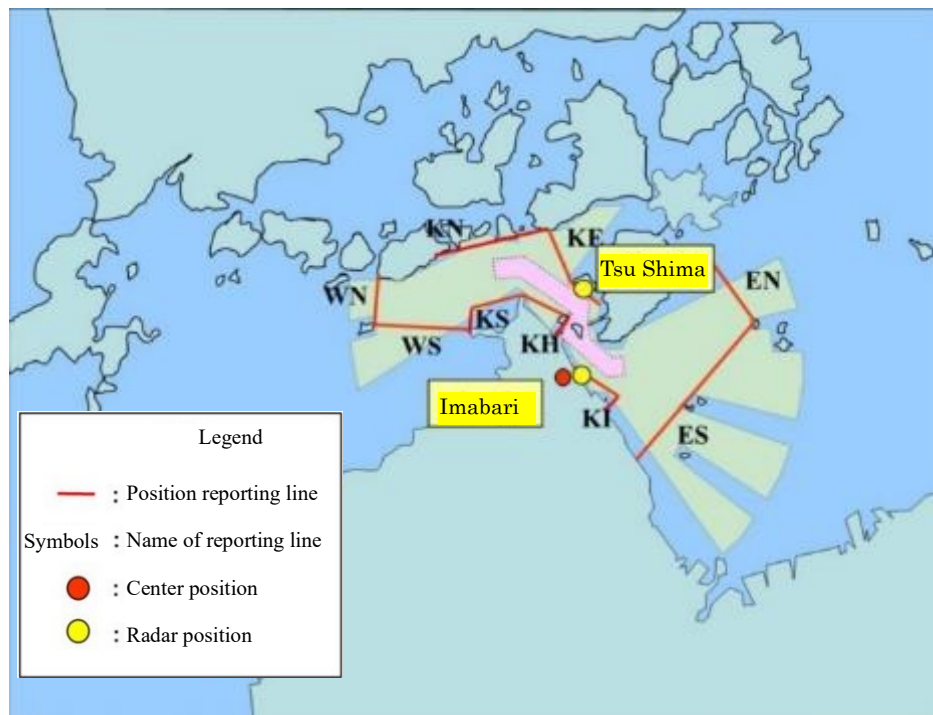 KN
KE
Tsu Shima
WN
EN
KS
WS
KH
Imabari
KI
ES
Legend
: Position reporting line
Symbols : Name of reporting line
: Center position
: Radar position